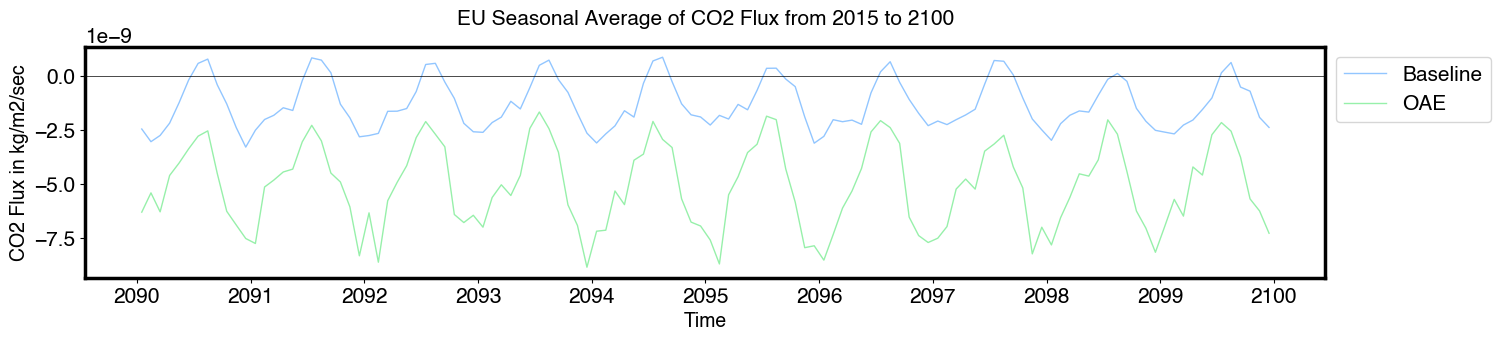 EU Seasonal Average of CO2 Flux from 2015 to 2100
1e−9
CO2 Flux in kg/m2/sec
0.0
−2.5
−5.0
−7.5
2090 2091 2092 2093 2094 2095 2096 2097 2098 2099 2100
Time
Baseline
OAE